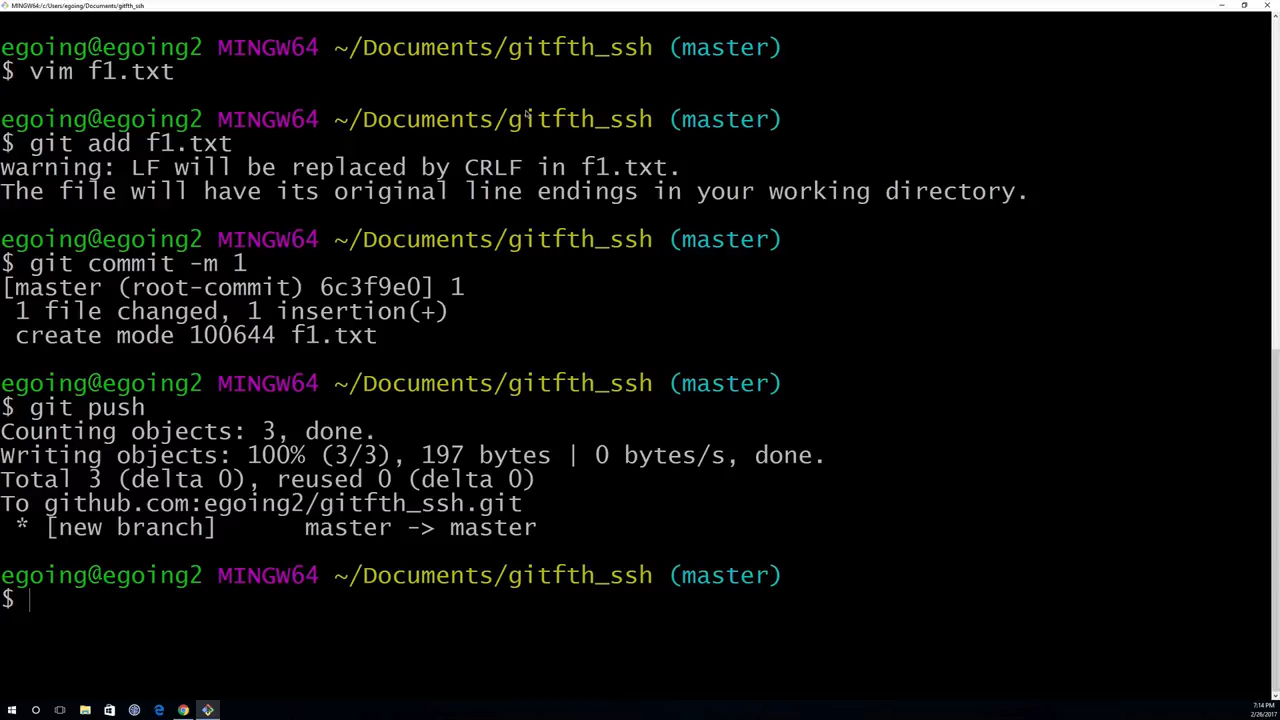 MINGW64:/c/Users/egoing/Documents/gitfth_ssh
egoing@egoing2 MINGW64 ~/Documents/gitfth_ssh (master)
$ vim f1.txt
egoing@egoing2 MINGW64 ~/Documents/gitfth_ssh (master)
$ git add f1.txt
warning: LF will be replaced by CRLF in f1.txt.
The file will have its original line endings in your working directory.
egoing@egoing2 MINGW64 ~/Documents/gitfth_ssh (master)
$ git commit -m 1
[master (root-commit) 6c3f9e0] 1
 1 file changed, 1 insertion(+)
 create mode 100644 f1.txt
egoing@egoing2 MINGW64 ~/Documents/gitfth_ssh (master)
$ git push
Counting objects: 3, done.
Writing objects: 100% (3/3), 197 bytes | 0 bytes/s, done.
Total 3 (delta 0), reused 0 (delta 0)
To github.com:egoing2/gitfth_ssh.git
 * [new branch]      master -> master
egoing@egoing2 MINGW64 ~/Documents/gitfth_ssh (master)
$
7:14 PM
2/26/2017